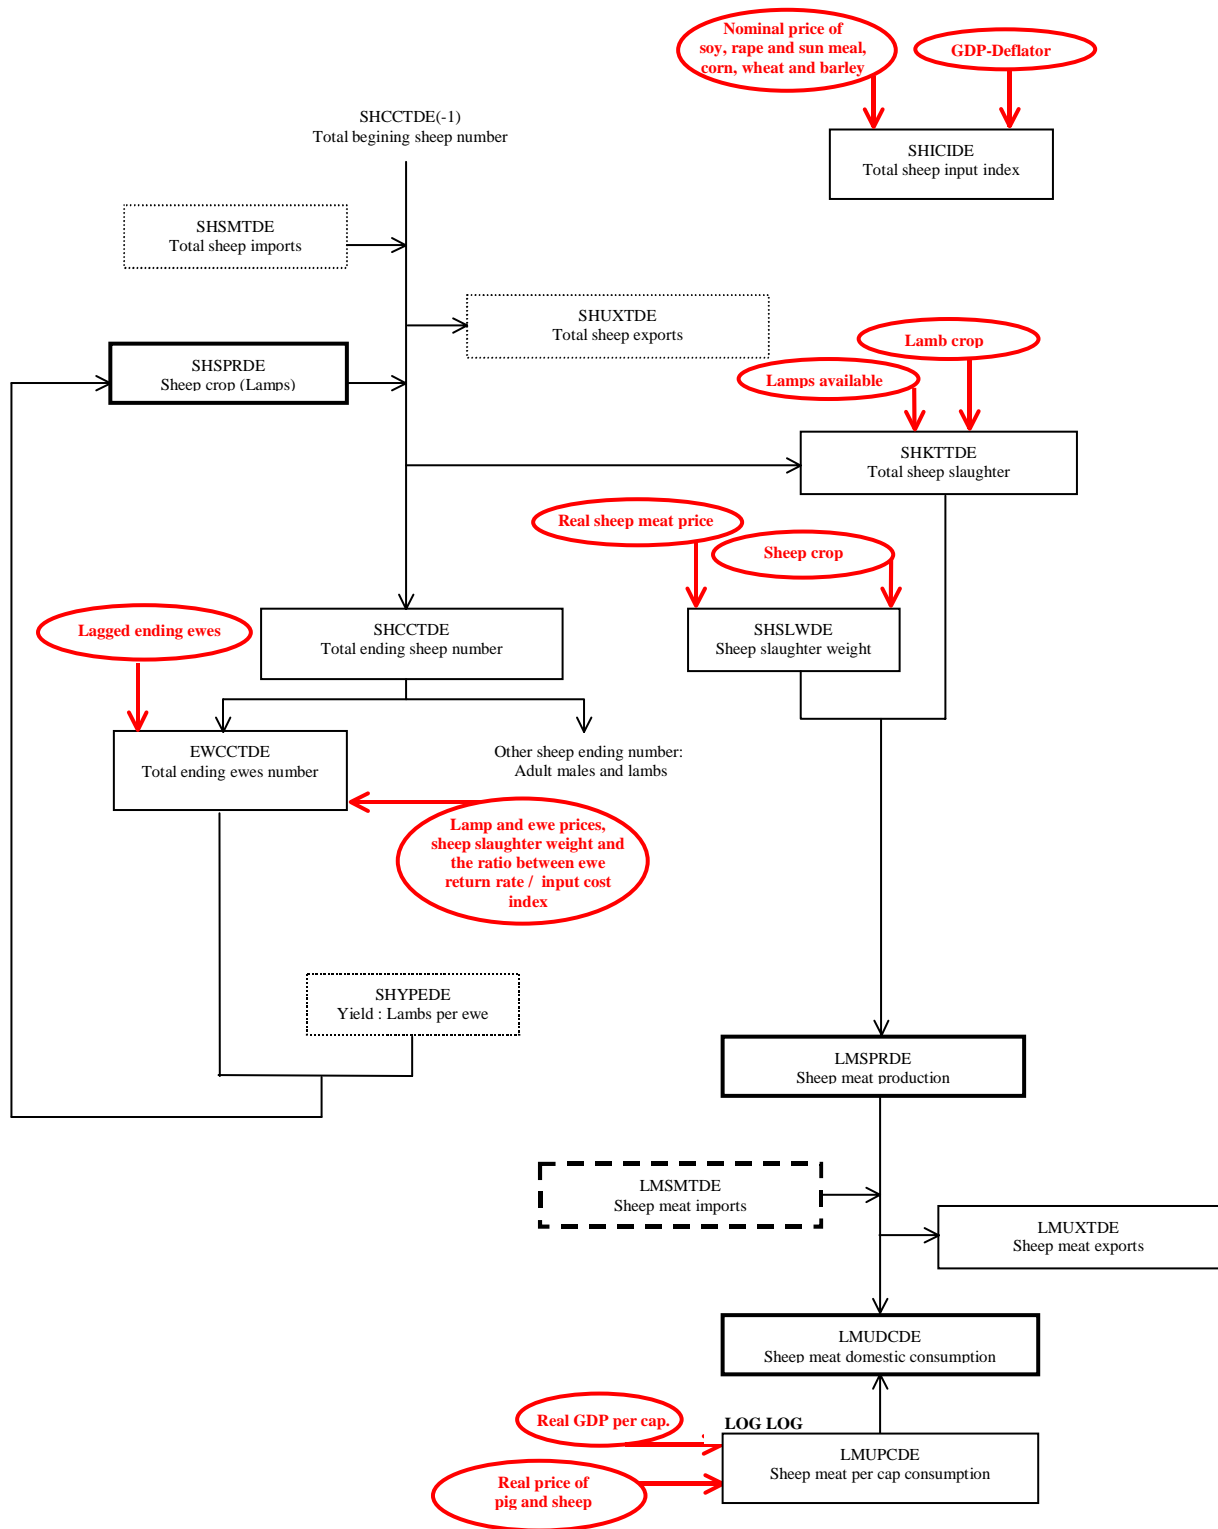 Nominal price of
soy, rape and sun meal,
corn, wheat and barley
GDP-Deflator
SHCCTDE(-1)
Total begining sheep number
SHICIDE
Total sheep input index
SHSMTDE
Total sheep imports
SHUXTDE
Total sheep exports
Lamb crop
SHSPRDE
Sheep crop (Lamps)
Lamps available
SHKTTDE
Total sheep slaughter
Real sheep meat price
Sheep crop
Lagged ending ewes
SHCCTDE
Total ending sheep number
SHSLWDE
Sheep slaughter weight
EWCCTDE
Total ending ewes number
Other sheep ending number:
Adult males and lambs
Lamp and ewe prices,
sheep slaughter weight and
the ratio between ewe
return rate / input cost
index
SHYPEDE
Yield : Lambs per ewe
LMSPRDE
Sheep meat production
LMSMTDE
Sheep meat imports
LMUXTDE
Sheep meat exports
LMUDCDE
Sheep meat domestic consumption
Real GDP per cap.
LOG LOG
LMUPCDE
Sheep meat per cap consumption
Real price of
pig and sheep